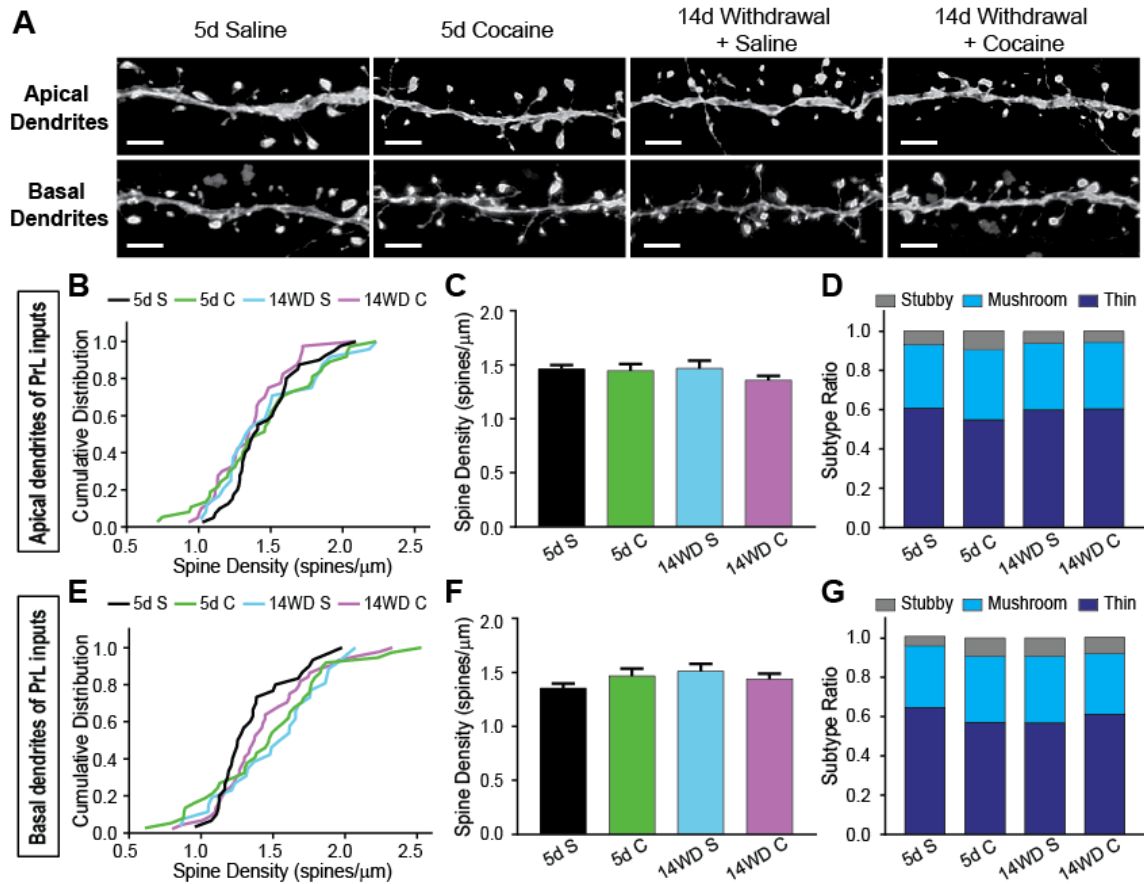 A
5d Saline
5d Cocaine
14d Withdrawal
+ Saline
14d Withdrawal
+ Cocaine
Apical
Dendrites
Basal
Dendrites
Apical dendrites of PrL inputs
B
5d S 5d C 14WD S 14WD C
Cumulative Distribution
1.0
0.8
0.6
0.4
0.2
0.0
0.5 1.0 1.5 2.0 2.5
Spine Density (spines/µm)
C
Spine Density (spines/µm)
2.0
1.5
1.0
0.5
0.0
5d S 5d C 14WD S 14WD C
D
Stubby Mushroom Thin
Subtype Ratio
1.0
0.8
0.6
0.4
0.2
0.0
5d S 5d C 14WD S 14WD C
Basal dendrites of PrL inputs
E
5d S 5d C 14WD S 14WD C
Cumulative Distribution
1.0
0.8
0.6
0.4
0.2
0.0
0.5 1.0 1.5 2.0 2.5
Spine Density (spines/µm)
F
Spine Density (spines/µm)
2.0
1.5
1.0
0.5
0.0
5d S 5d C 14WD S 14WD C
G
Stubby Mushroom Thin
Subtype Ratio
1.0
0.8
0.6
0.4
0.2
0.0
5d S 5d C 14WD S 14WD C